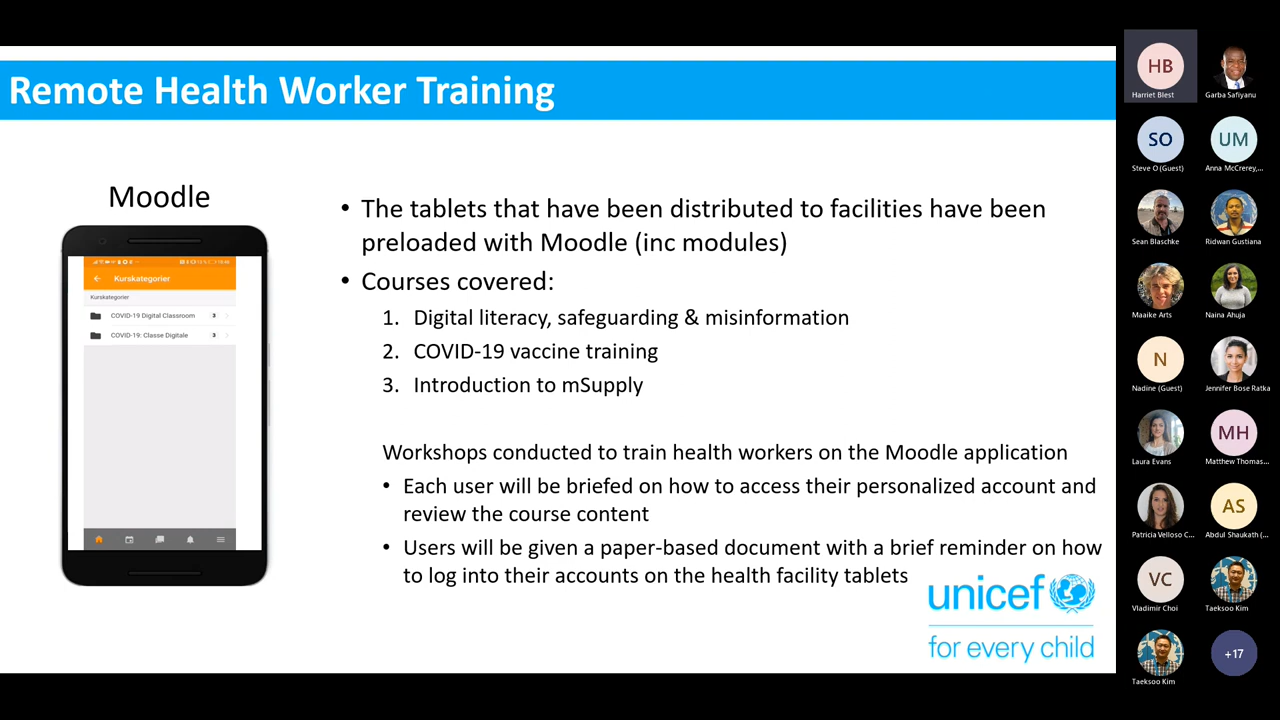 Remote Health Worker Training
Moodle
Kurskategorier
Kurskategorier
COVID-19 Digital Classroom 3
COVID-19: Classe Digitale 3
• The tablets that have been distributed to facilities have been
preloaded with Moodle (inc modules)
• Courses covered:
1. Digital literacy, safeguarding & misinformation
2. COVID-19 vaccine training
3. Introduction to mSupply
Workshops conducted to train health workers on the Moodle application
• Each user will be briefed on how to access their personalized account and
review the course content
• Users will be given a paper-based document with a brief reminder on how
to log into their accounts on the health facility tablets
unicef
for every child
HB
Harriet Blest
Garba Safiyanu
SO
Steve O (Guest)
UM
Anna McCrerey,...
Sean Blaschke
Ridwan Gustiana
Maaike Arts
Naina Ahuja
N
Nadine (Guest)
Jennifer Bose Ratka
Laura Evans
MH
Matthew Thomas...
Patricia Velloso C...
AS
Abdul Shaukath (...
VC
Vladimir Choi
Taeksoo Kim
Taeksoo Kim
+17